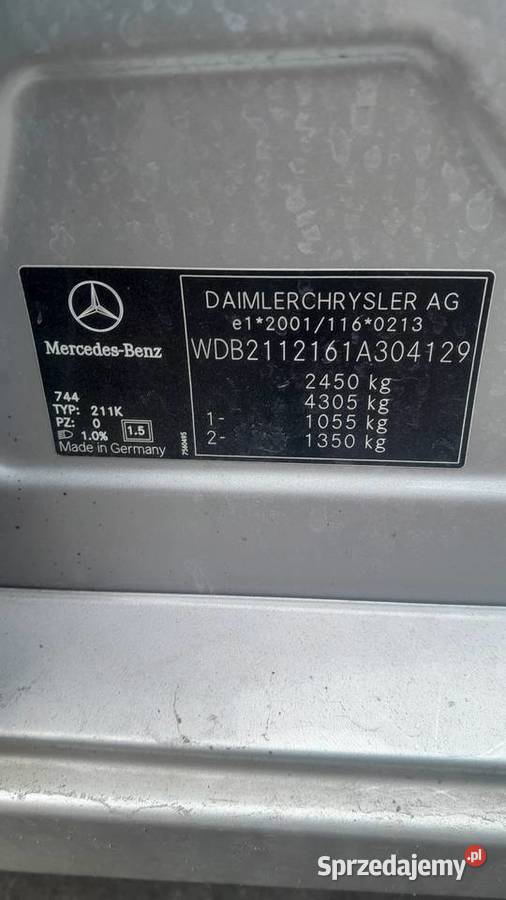 Mercedes-Benz
744
TYP: 211K
PZ: 0
1.0% 1.5
Made in Germany
7560495
DAIMLERCHRYSLER AG
e1*2001/116*0213
WDB2112161A304129
2450 kg
4305 kg
1- 1055 kg
2- 1350 kg
Sprzedajemy.pl